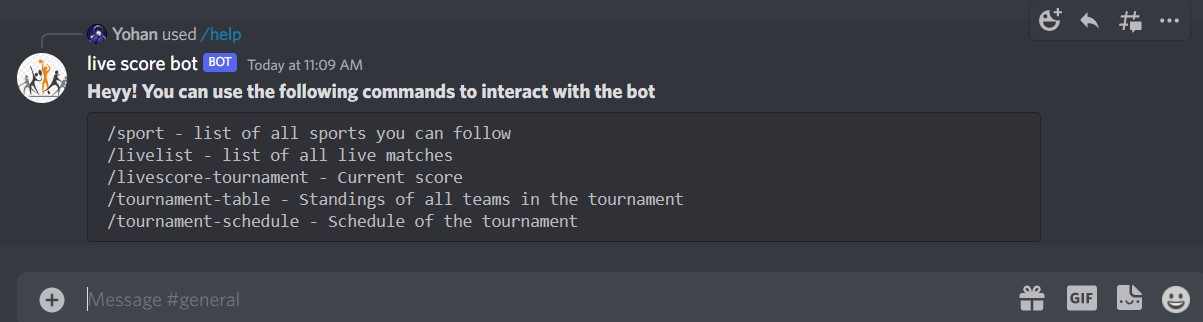 Yohan used /help
live score bot BOT Today at 11:09 AM
Heyy! You can use the following commands to interact with the bot
/sport - list of all sports you can follow
/livelist - list of all live matches
/livescore-tournament - Current score
/tournament-table - Standings of all teams in the tournament
/tournament-schedule - Schedule of the tournament
Message #general GIF